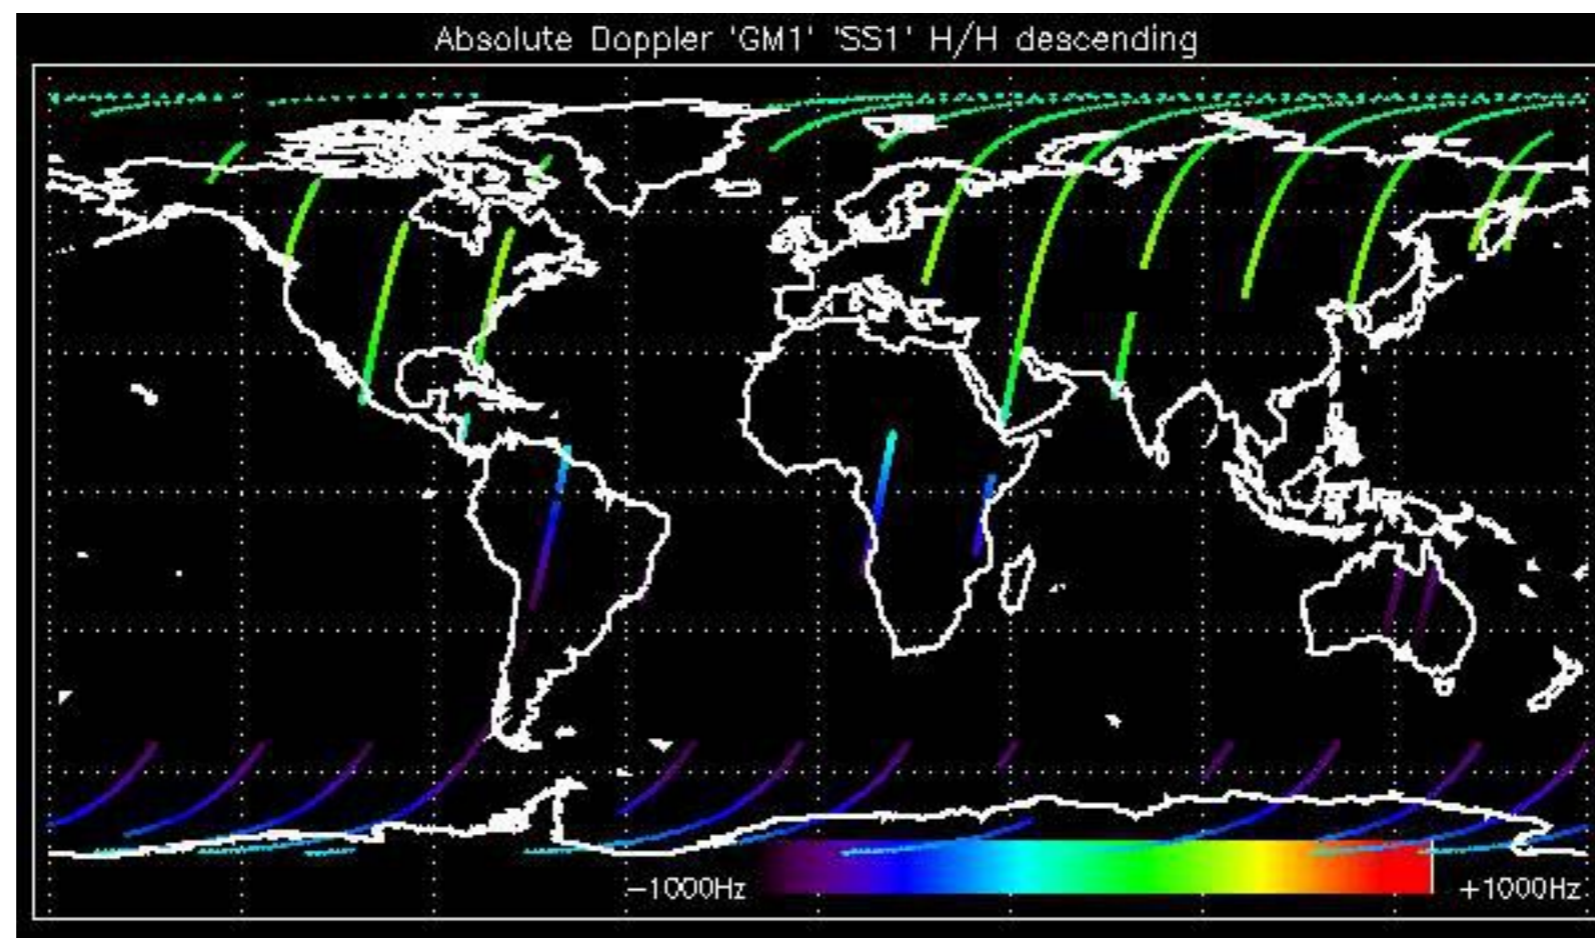 Absolute Doppler 'GM1' 'SS1' H/H descending
−1000Hz
+1000Hz